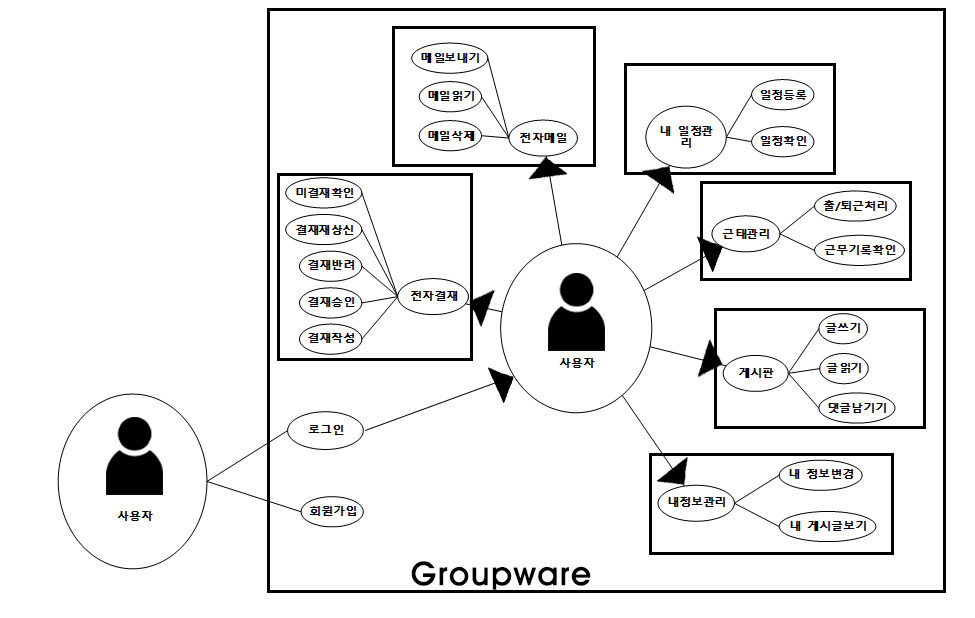 메일보내기
메일읽기
메일삭제
전자메일
내 일정관
리
일정등록
일정확인
미결재확인
결재재상신
결재반려
결재승인
결재작성
전자결재
근태관리
출/퇴근처리
근무기록확인
사용자
게시판
글쓰기
글읽기
댓글남기기
로그인
회원가입
사용자
내정보관리
내 정보변경
내 게시글보기
Groupware